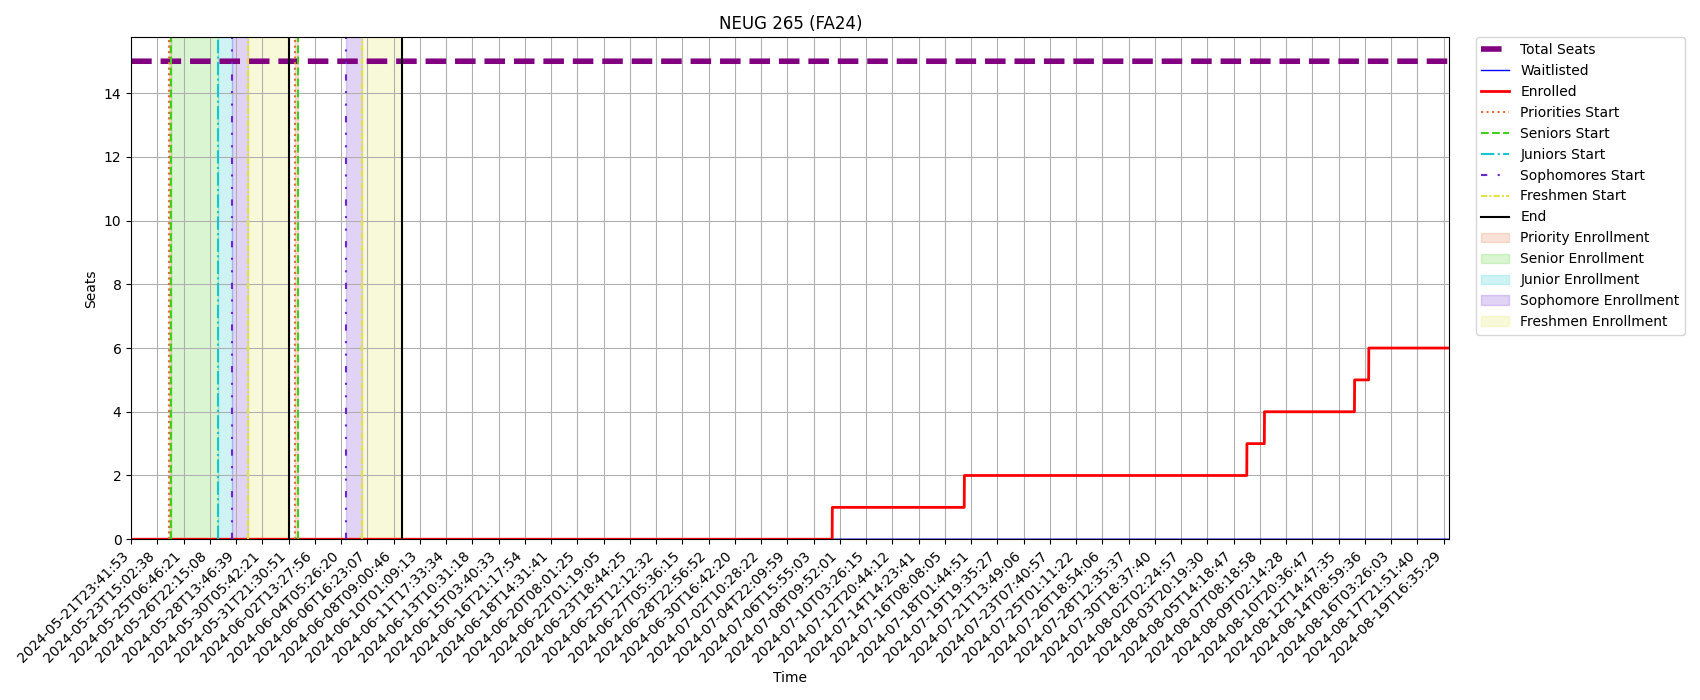 NEUG 265 (FA24)
Total Seats
Waitlisted
Enrolled
Priorities Start
Seniors Start
Juniors Start
Sophomores Start
Freshmen Start
End
Priority Enrollment
Senior Enrollment
Junior Enrollment
Sophomore Enrollment
Freshmen Enrollment
Seats
14
12
10
8
6
4
2
0
2024-05-21T23:41:53
2024-05-23T15:02:38
2024-05-25T06:46:21
2024-05-26T22:15:08
2024-05-28T13:46:39
2024-05-30T05:42:21
2024-05-31T21:30:51
2024-06-02T13:27:56
2024-06-04T05:26:20
2024-06-06T16:23:07
2024-06-08T09:00:46
2024-06-10T01:09:13
2024-06-11T17:33:34
2024-06-13T10:31:18
2024-06-15T03:40:33
2024-06-16T21:17:54
2024-06-18T14:31:41
2024-06-20T08:01:25
2024-06-22T01:19:05
2024-06-23T18:44:25
2024-06-25T12:12:32
2024-06-27T05:36:15
2024-06-28T22:56:52
2024-06-30T16:42:20
2024-07-02T10:28:22
2024-07-04T22:09:59
2024-07-06T15:55:03
2024-07-08T09:52:01
2024-07-10T03:26:15
2024-07-12T20:44:12
2024-07-14T14:23:41
2024-07-16T08:08:05
2024-07-18T01:44:51
2024-07-19T19:35:27
2024-07-21T13:49:06
2024-07-23T07:40:57
2024-07-25T01:11:22
2024-07-26T18:54:06
2024-07-28T12:35:37
2024-07-30T18:37:40
2024-08-02T02:24:57
2024-08-03T20:19:30
2024-08-05T14:18:47
2024-08-07T08:18:58
2024-08-09T02:14:28
2024-08-10T20:36:47
2024-08-12T14:47:35
2024-08-14T08:59:36
2024-08-16T03:26:03
2024-08-17T21:51:40
2024-08-19T16:35:29
Time